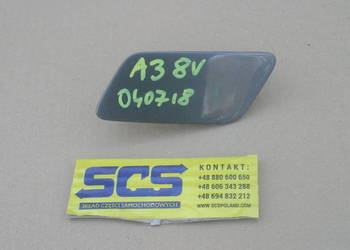 A3 8V
040718
SCS
SKŁAD CZĘŚCI SAMOCHODOWYCH
KONTAKT:
+48 880 600 650
+48 606 343 288
+48 694 832 212
WWW.SCSPOLAND.COM